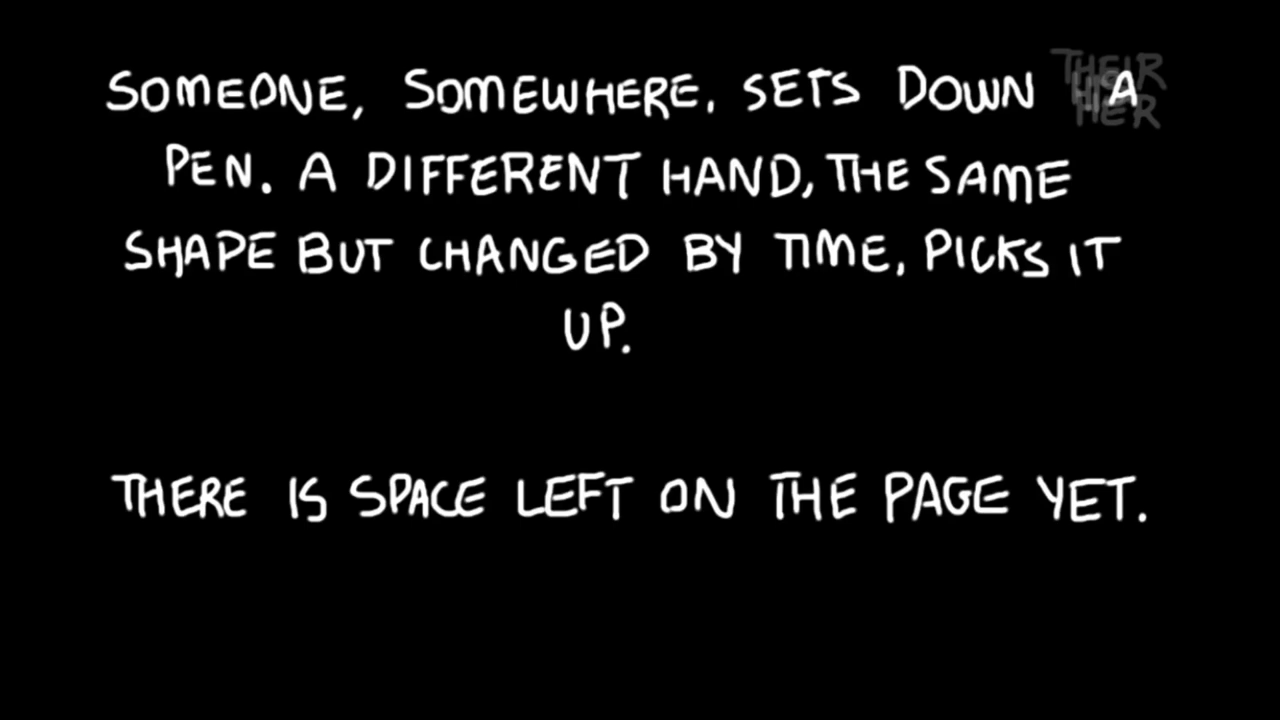 SOMEONE, SOMEWHERE, SETS DOWN A
PEN. A DIFFERENT HAND, THE SAME
SHAPE BUT CHANGED BY TIME, PICKS IT
UP.
THERE IS SPACE LEFT ON THE PAGE YET.
THEIR
HER